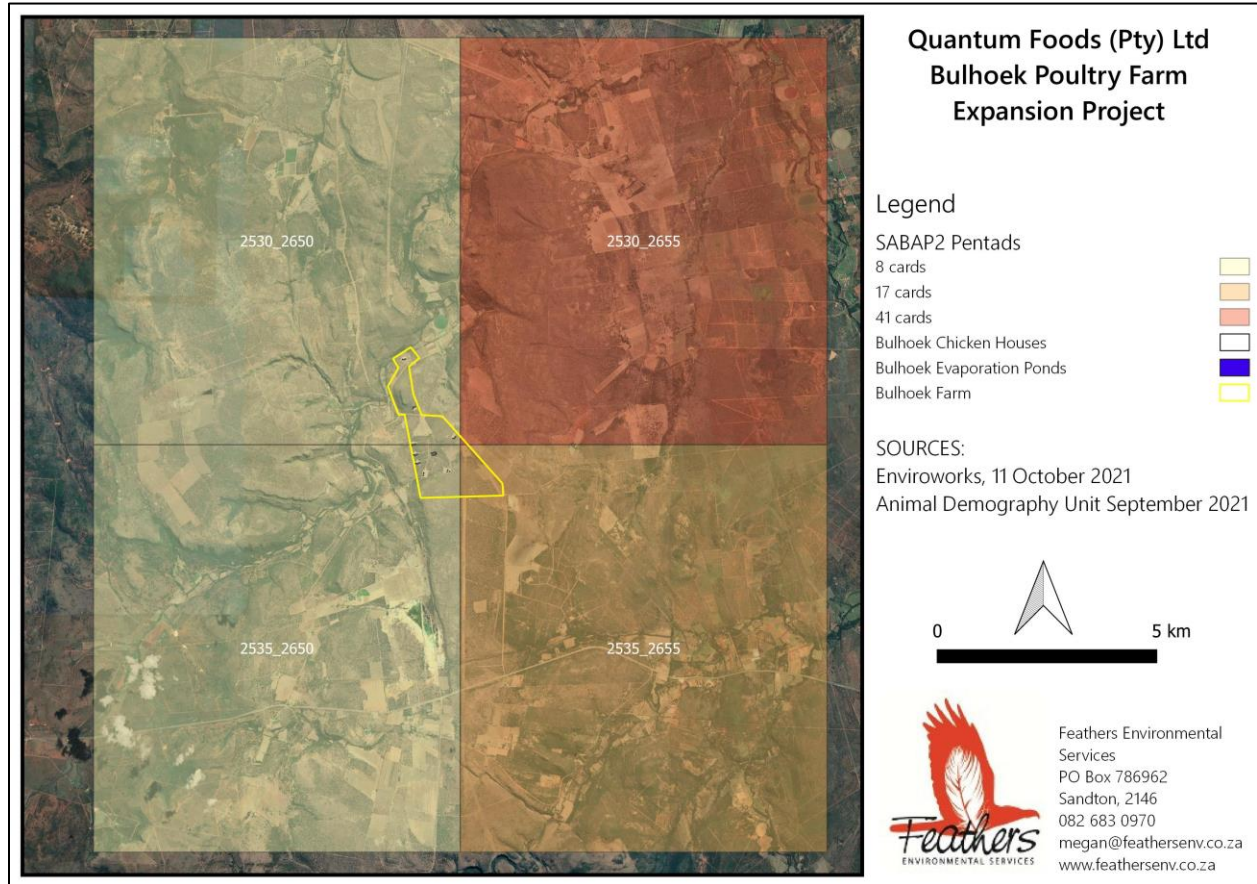 Quantum Foods (Pty) Ltd
Bulhoek Poultry Farm
Expansion Project
2530_2650
2530_2655
2535_2650
2535_2655
Legend
SABAP2 Pentads
8 cards
17 cards
41 cards
Bulhoek Chicken Houses
Bulhoek Evaporation Ponds
Bulhoek Farm
SOURCES:
Enviroworks, 11 October 2021
Animal Demography Unit September 2021
0 5 km
Feathers
ENVIRONMENTAL SERVICES
Feathers Environmental
Services
PO Box 786962
Sandton, 2146
082 683 0970
megan@feathersenv.co.za
www.feathersenv.co.za